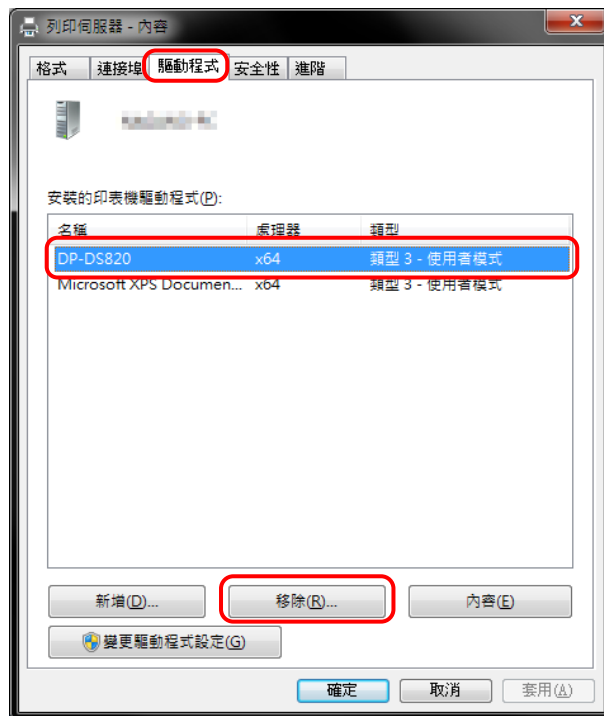 列印伺服器 - 內容
格式 連接埠 驅動程式 安全性 進階
安裝的印表機驅動程式(P):
名稱 處理器 類型
DP-DS820 x64 類型 3 - 使用者模式
Microsoft XPS Documen... x64 類型 3 - 使用者模式
新增(D)... 移除(R)... 內容(E)
變更驅動程式設定(G)
確定 取消 套用(A)